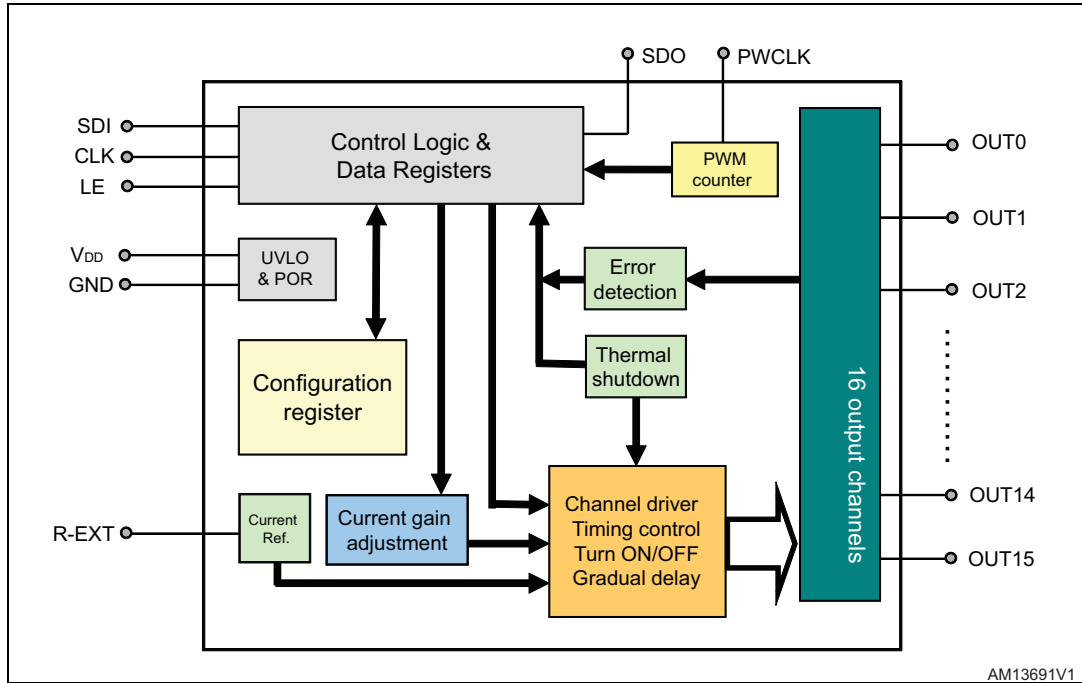 SDO
PWCLK
SDI
CLK
LE
Control Logic &
Data Registers
PWM
counter
OUT0
OUT1
OUT2
VDD
GND
UVLO
& POR
Error
detection
Thermal
shutdown
Configuration
register
16 output channels
R-EXT
Current
Ref.
Current gain
adjustment
Channel driver
Timing control
Turn ON/OFF
Gradual delay
OUT14
OUT15
AM13691V1